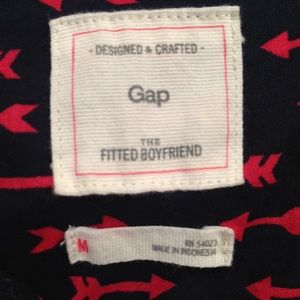 - DESIGNED & CRAFTED -
Gap
THE
FITTED BOYFRIEND
M
RN 54023
MADE IN INDONESIA